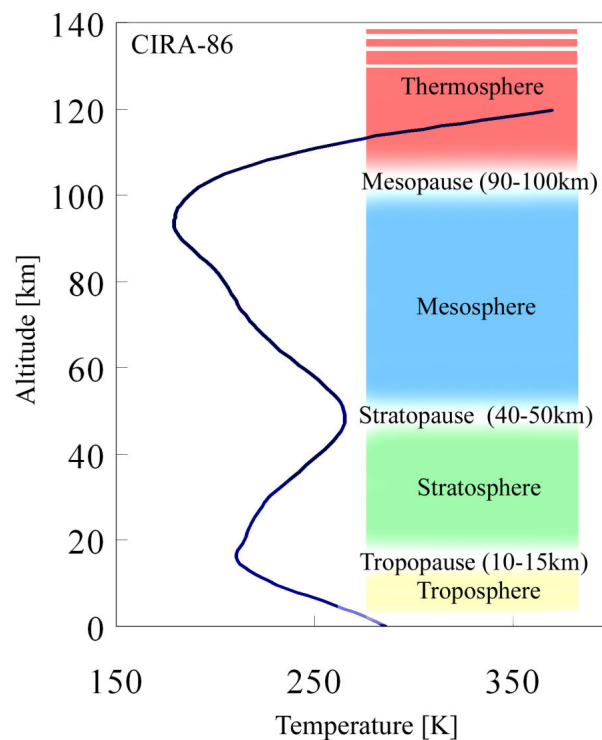 140
CIRA-86
Thermosphere
120
Mesopause (90-100km)
100
80
Mesosphere
60
Stratopause (40-50km)
40
Stratosphere
20
Tropopause (10-15km)
Troposphere
0
Altitude [km]
150
250
350
Temperature [K]